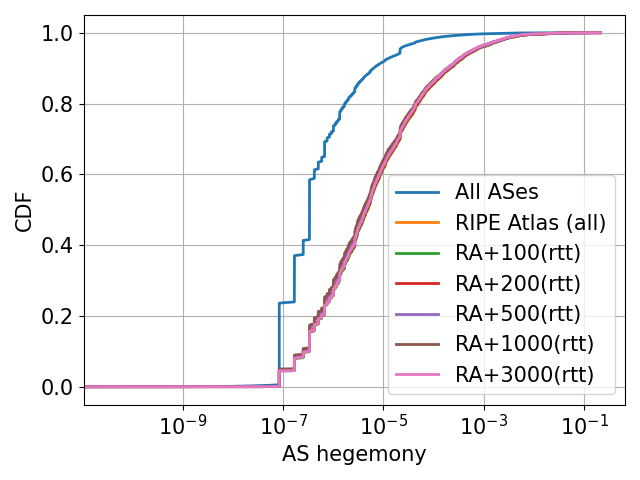 1.0
0.8
0.6
0.4
0.2
0.0
CDF
All ASes
RIPE Atlas (all)
RA+100(rtt)
RA+200(rtt)
RA+500(rtt)
RA+1000(rtt)
RA+3000(rtt)
10⁻⁹ 10⁻⁷ 10⁻⁵ 10⁻³ 10⁻¹
AS hegemony